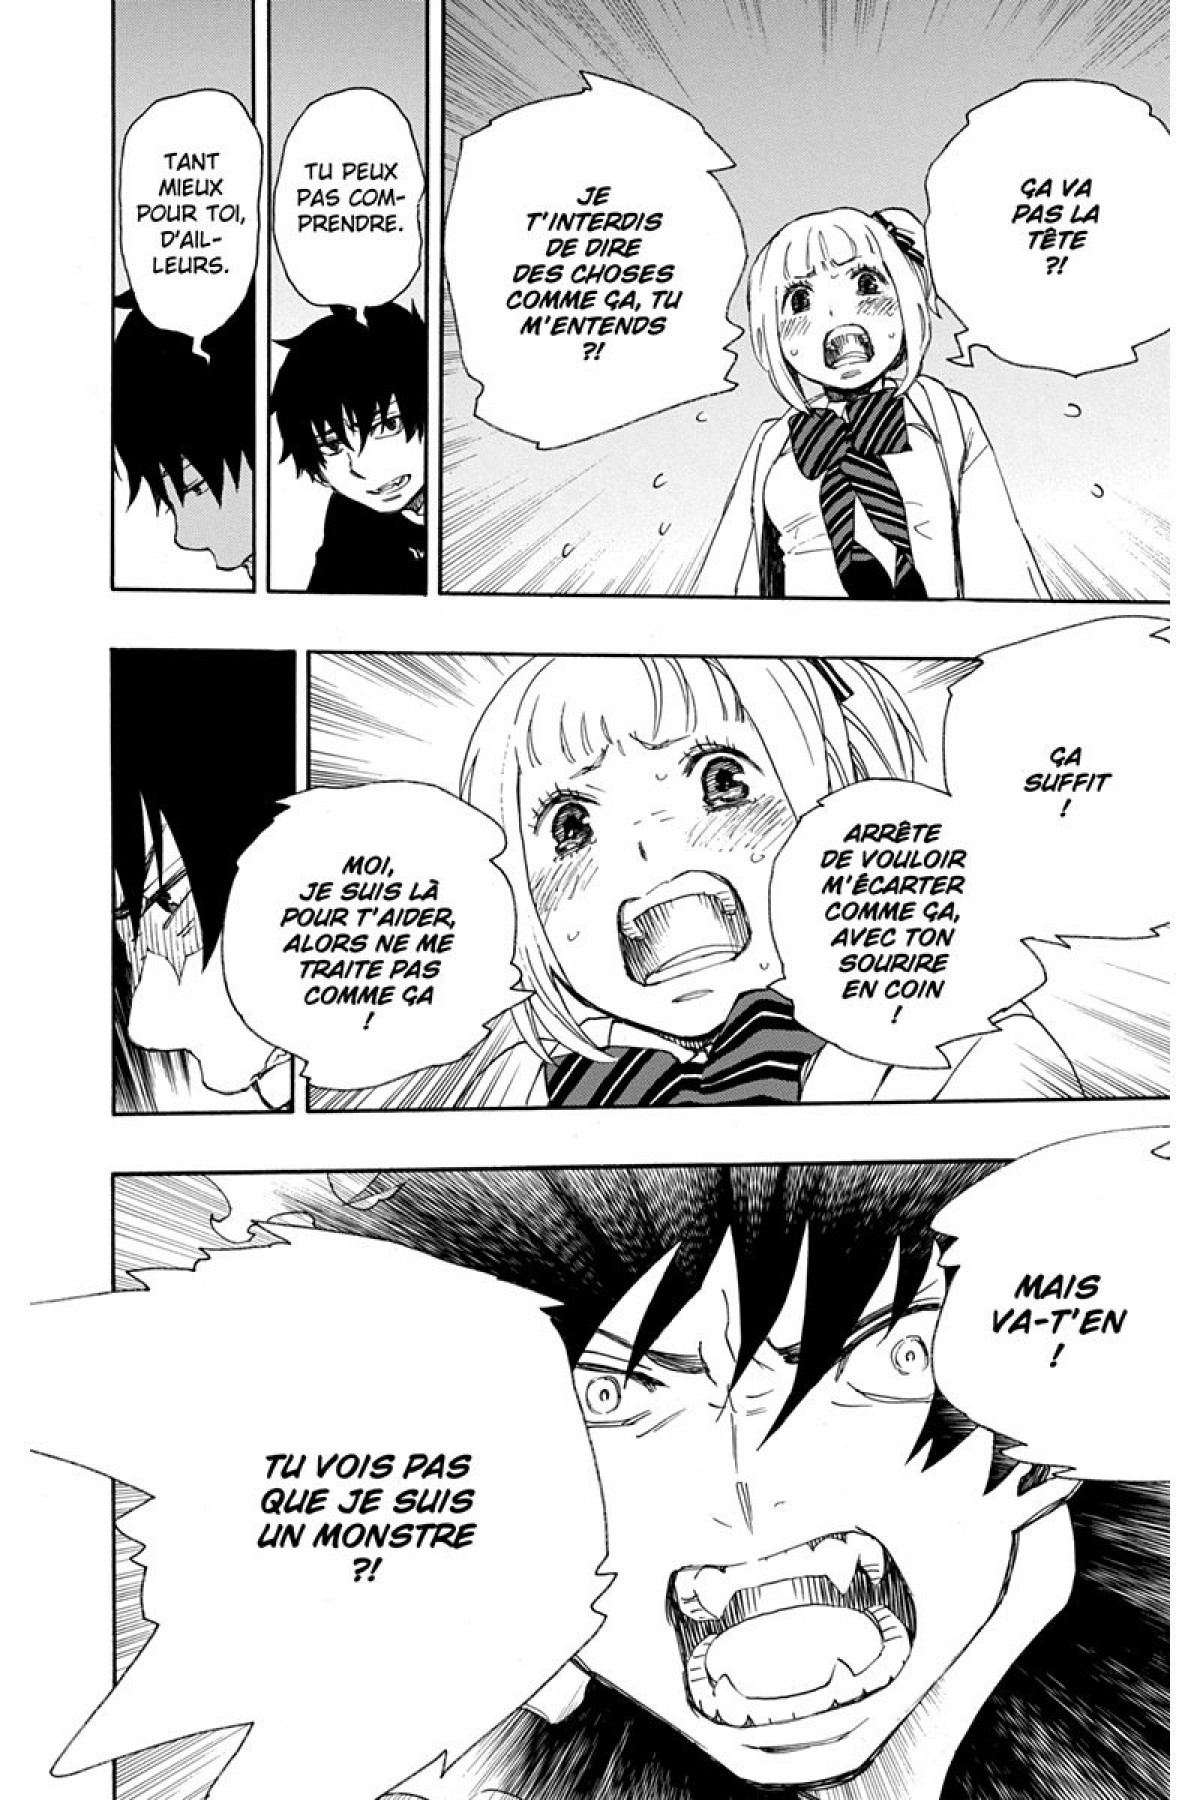 ÇA VA
PAS LA
TÊTE
?!
JE
T'INTERDIS
DE DIRE
DES CHOSES
COMME ÇA, TU
M'ENTENDS
?!
TU PEUX
PAS COM-
PRENDRE.
TANT
MIEUX
POUR TOI,
D'AIL-
LEURS.
ÇA
SUFFIT
!
ARRÊTE
DE VOULOIR
M'ÉCARTER
COMME ÇA,
AVEC TON
SOURIRE
EN COIN
!
MOI,
JE SUIS LÀ
POUR T'AIDER,
ALORS NE ME
TRAITE PAS
COMME ÇA
!
MAIS
VA-T'EN
!
TU VOIS PAS
QUE JE SUIS
UN MONSTRE
?!